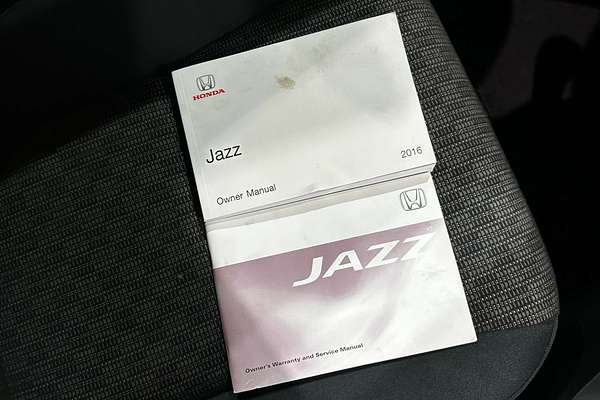 HONDA
Jazz
Owner Manual
2016
JAZZ
Owner's Warranty and Service Manual